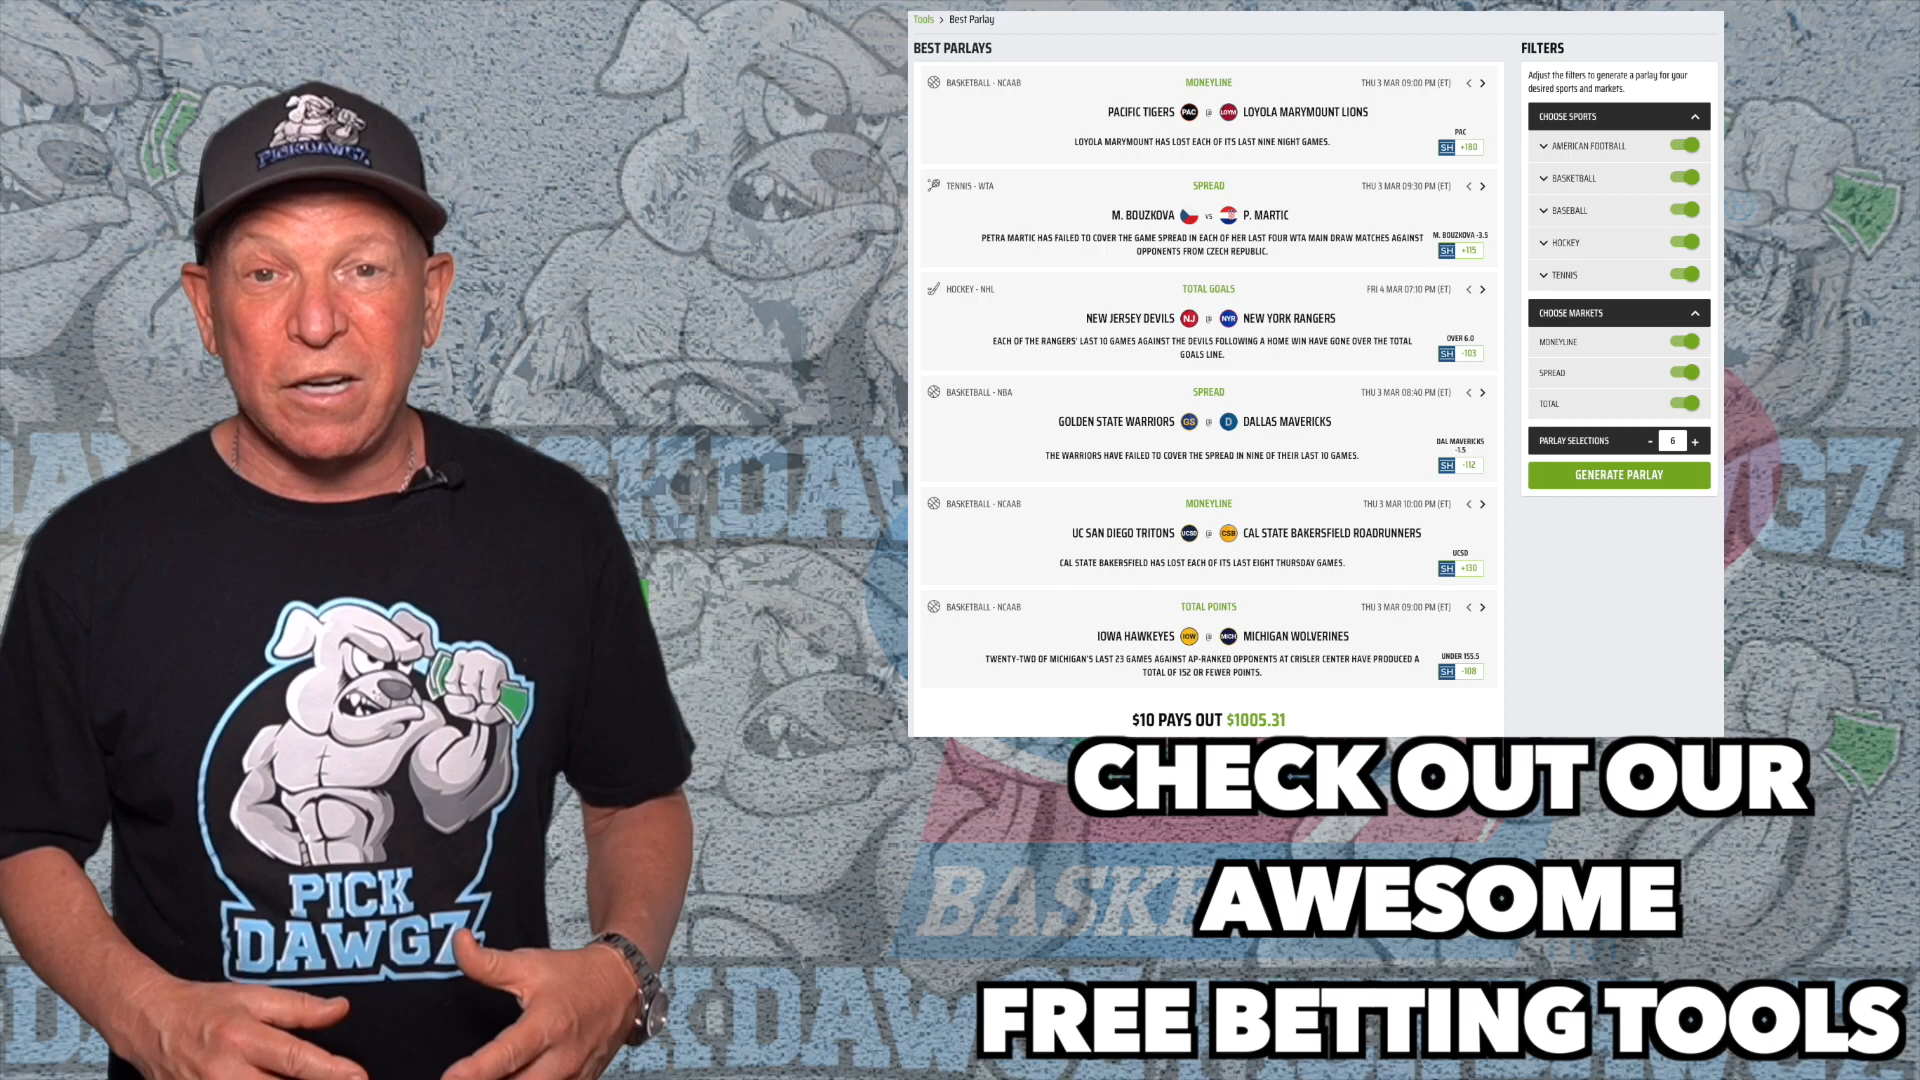 Tools > Best Parlay
BEST PARLAYS
BASKETBALL - NCAAB MONEYLINE THU 3 MAR 09:00 PM (ET)
PACIFIC TIGERS PAC @ LOYM LOYOLA MARYMOUNT LIONS
LOYOLA MARYMOUNT HAS LOST EACH OF ITS LAST NINE NIGHT GAMES.
PAC
SH +180
TENNIS - WTA SPREAD THU 3 MAR 09:30 PM (ET)
M. BOUZKOVA VS P. MARTIC
PETRA MARTIC HAS FAILED TO COVER THE GAME SPREAD IN EACH OF HER LAST FOUR WTA MAIN DRAW MATCHES AGAINST
OPPONENTS FROM CZECH REPUBLIC.
M. BOUZKOVA -3.5
SH +115
HOCKEY - NHL TOTAL GOALS FRI 4 MAR 07:10 PM (ET)
NEW JERSEY DEVILS NJ @ NYR NEW YORK RANGERS
EACH OF THE RANGERS' LAST 10 GAMES AGAINST THE DEVILS FOLLOWING A HOME WIN HAVE GONE OVER THE TOTAL
GOALS LINE.
OVER 6.0
SH -103
BASKETBALL - NBA SPREAD THU 3 MAR 08:40 PM (ET)
GOLDEN STATE WARRIORS GS @ D DALLAS MAVERICKS
THE WARRIORS HAVE FAILED TO COVER THE SPREAD IN NINE OF THEIR LAST 10 GAMES.
DAL MAVERICKS
-1.5
SH -112
BASKETBALL - NCAAB MONEYLINE THU 3 MAR 10:00 PM (ET)
UC SAN DIEGO TRITONS UCSD @ CSB CAL STATE BAKERSFIELD ROADRUNNERS
CAL STATE BAKERSFIELD HAS LOST EACH OF ITS LAST EIGHT THURSDAY GAMES.
UCSD
SH +130
BASKETBALL - NCAAB TOTAL POINTS THU 3 MAR 09:00 PM (ET)
IOWA HAWKEYES IOW @ MICH MICHIGAN WOLVERINES
TWENTY-TWO OF MICHIGAN'S LAST 23 GAMES AGAINST AP-RANKED OPPONENTS AT CRISLER CENTER HAVE PRODUCED A
TOTAL OF 152 OR FEWER POINTS.
UNDER 155.5
SH -108
$10 PAYS OUT $1005.31
FILTERS
Adjust the filters to generate a parlay for your
desired sports and markets.
CHOOSE SPORTS
AMERICAN FOOTBALL
BASKETBALL
BASEBALL
HOCKEY
TENNIS
CHOOSE MARKETS
MONEYLINE
SPREAD
TOTAL
PARLAY SELECTIONS - 6 +
GENERATE PARLAY
CHECK OUT OUR
AWESOME
FREE BETTING TOOLS
PICKDAWGZ
PICK
DAWGZ